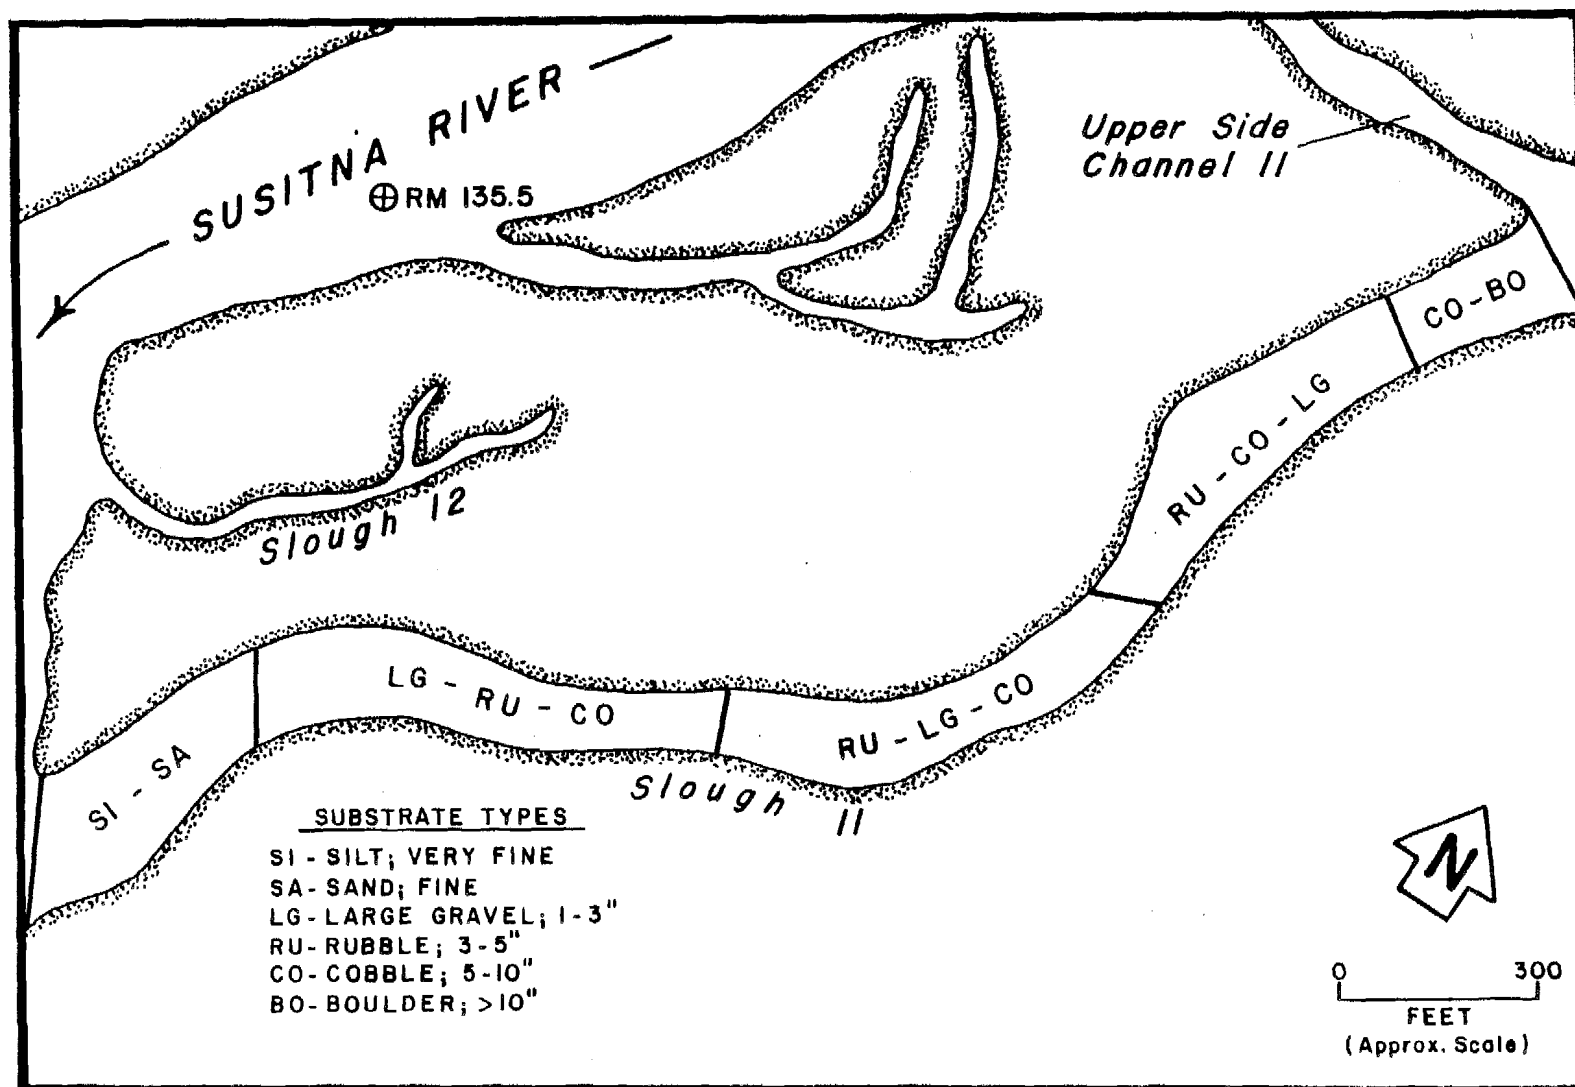 SUSITNA RIVER
⊕ RM 135.5
Upper Side
Channel 11
CO-BO
RU-CO-LG
Slough 12
LG-RU-CO
RU-LG-CO
SI-SA
Slough 11
SUBSTRATE TYPES
SI-SILT; VERY FINE
SA-SAND; FINE
LG-LARGE GRAVEL; 1-3"
RU-RUBBLE; 3-5"
CO-COBBLE; 5-10"
BO-BOULDER; >10"
N
0 300
FEET
(Approx. Scale)